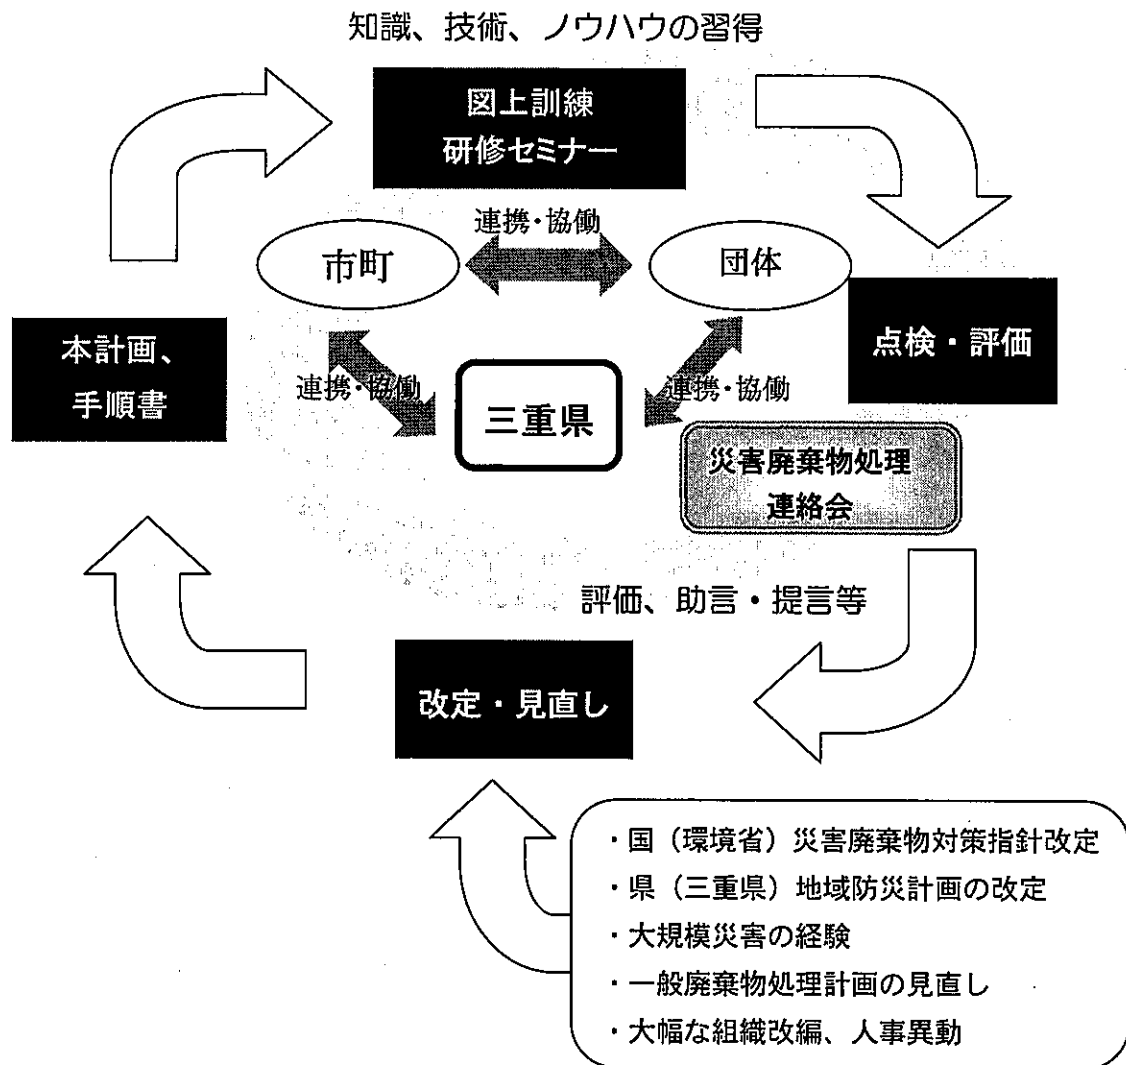 知識、技術、ノウハウの習得
図上訓練
研修セミナー
連携・協働
市町
団体
本計画、
手順書
点検・評価
連携・協働
連携・協働
三重県
災害廃棄物処理
連絡会
評価、助言・提言等
改定・見直し
・国（環境省）災害廃棄物対策指針改定
・県（三重県）地域防災計画の改定
・大規模災害の経験
・一般廃棄物処理計画の見直し
・大幅な組織改編、人事異動